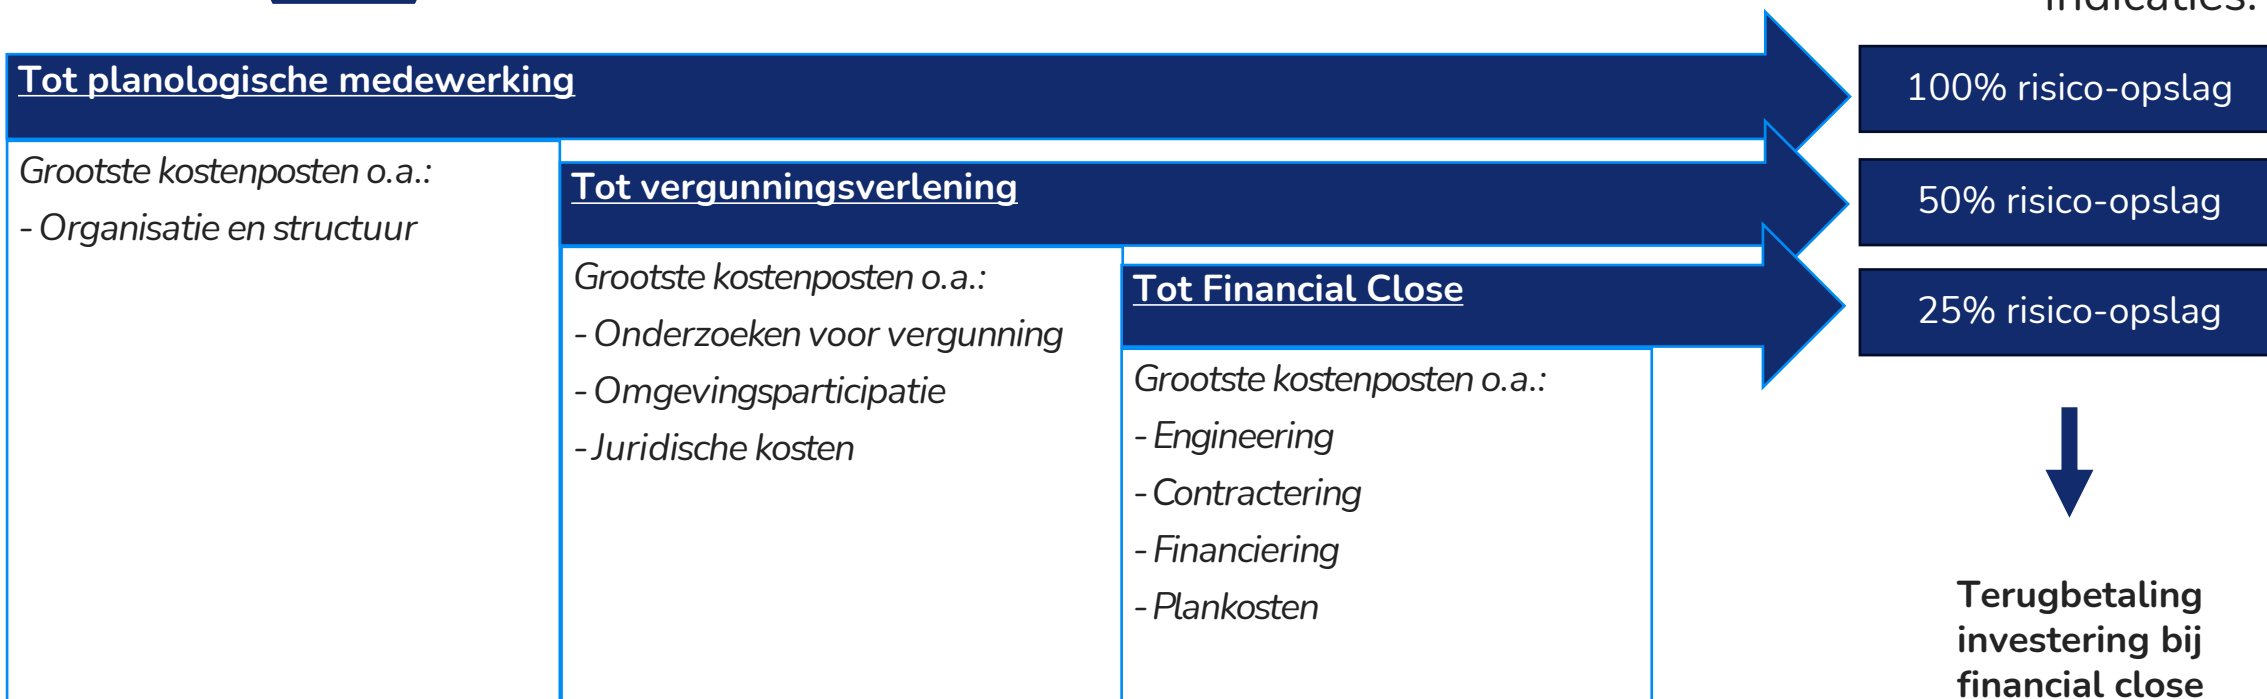 indicaties:
Tot planologische medewerking
100% risico-opslag
Grootste kostenposten o.a.:
- Organisatie en structuur
Tot vergunningsverlening
50% risico-opslag
Grootste kostenposten o.a.:
- Onderzoeken voor vergunning
- Omgevingsparticipatie
- Juridische kosten
Tot Financial Close
25% risico-opslag
Grootste kostenposten o.a.:
- Engineering
- Contractering
- Financiering
- Plankosten
Terugbetaling
investering bij
financial close